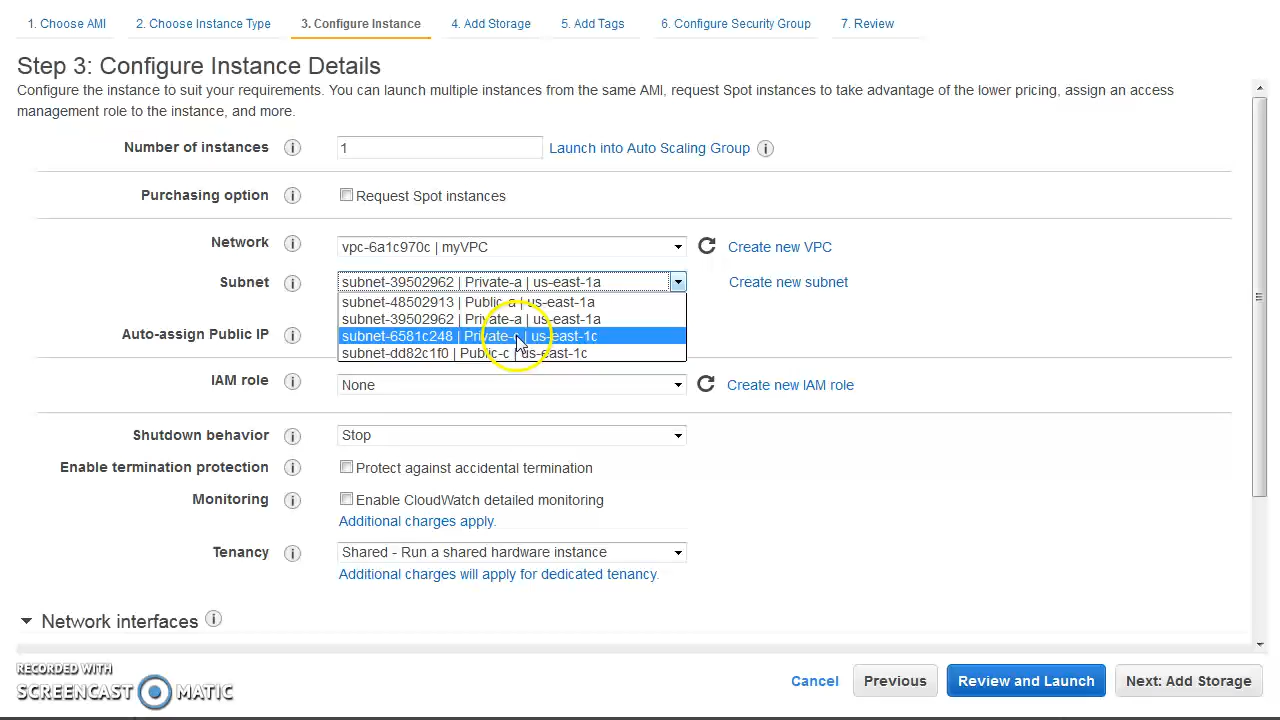 1. Choose AMI
2. Choose Instance Type
3. Configure Instance
4. Add Storage
5. Add Tags
6. Configure Security Group
7. Review
Step 3: Configure Instance Details
Configure the instance to suit your requirements. You can launch multiple instances from the same AMI, request Spot instances to take advantage of the lower pricing, assign an access
management role to the instance, and more.
Number of instances
1
Launch into Auto Scaling Group
Purchasing option
Request Spot instances
Network
vpc-6a1c970c | myVPC
Create new VPC
Subnet
subnet-39502962 | Private-a | us-east-1a
Create new subnet
subnet-48502913 | Public-a | us-east-1a
subnet-39502962 | Private-a | us-east-1a
Auto-assign Public IP
subnet-6581c248 | Private-c | us-east-1c
subnet-dd82c1f0 | Public-c | us-east-1c
IAM role
None
Create new IAM role
Shutdown behavior
Stop
Enable termination protection
Protect against accidental termination
Monitoring
Enable CloudWatch detailed monitoring
Additional charges apply.
Tenancy
Shared - Run a shared hardware instance
Additional charges will apply for dedicated tenancy.
Network interfaces
RECORDED WITH
SCREENCAST MATIC
Cancel
Previous
Review and Launch
Next: Add Storage